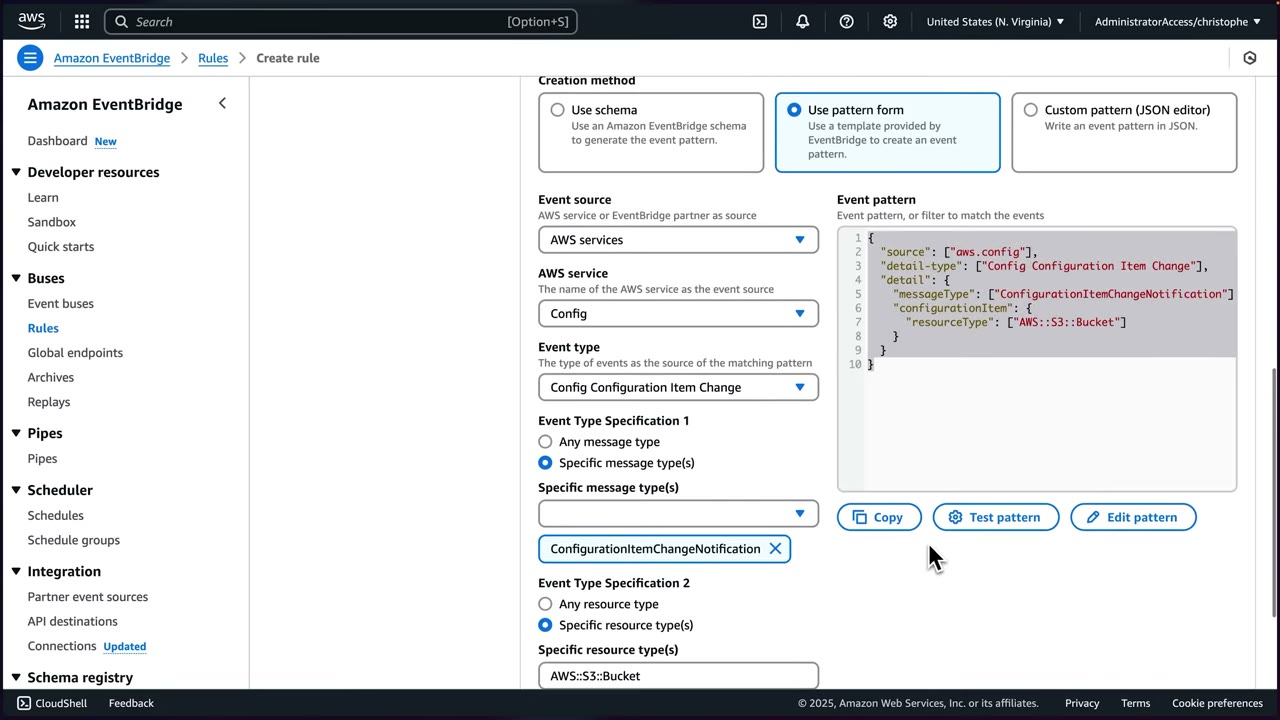 aws
Search [Option+S]
United States (N. Virginia)
AdministratorAccess/christophe
Amazon EventBridge
Rules
Create rule
Amazon EventBridge
Dashboard New
Developer resources
Learn
Sandbox
Quick starts
Buses
Event buses
Rules
Global endpoints
Archives
Replays
Pipes
Pipes
Scheduler
Schedules
Schedule groups
Integration
Partner event sources
API destinations
Connections Updated
Schema registry
Creation method
Use schema
Use an Amazon EventBridge schema
to generate the event pattern.
Use pattern form
Use a template provided by
EventBridge to create an event
pattern.
Custom pattern (JSON editor)
Write an event pattern in JSON.
Event source
AWS service or EventBridge partner as source
AWS services
AWS service
The name of the AWS service as the event source
Config
Event type
The type of events as the source of the matching pattern
Config Configuration Item Change
Event Type Specification 1
Any message type
Specific message type(s)
Specific message type(s)
ConfigurationItemChangeNotification
Event Type Specification 2
Any resource type
Specific resource type(s)
Specific resource type(s)
AWS::S3::Bucket
Event pattern
Event pattern, or filter to match the events
1 {
2 "source": ["aws.config"],
3 "detail-type": ["Config Configuration Item Change"],
4 "detail": {
5 "messageType": ["ConfigurationItemChangeNotification"]
6 "configurationItem": {
7 "resourceType": ["AWS::S3::Bucket"]
8 }
9 }
10 }
Copy
Test pattern
Edit pattern
CloudShell
Feedback
© 2025, Amazon Web Services, Inc. or its affiliates.
Privacy
Terms
Cookie preferences